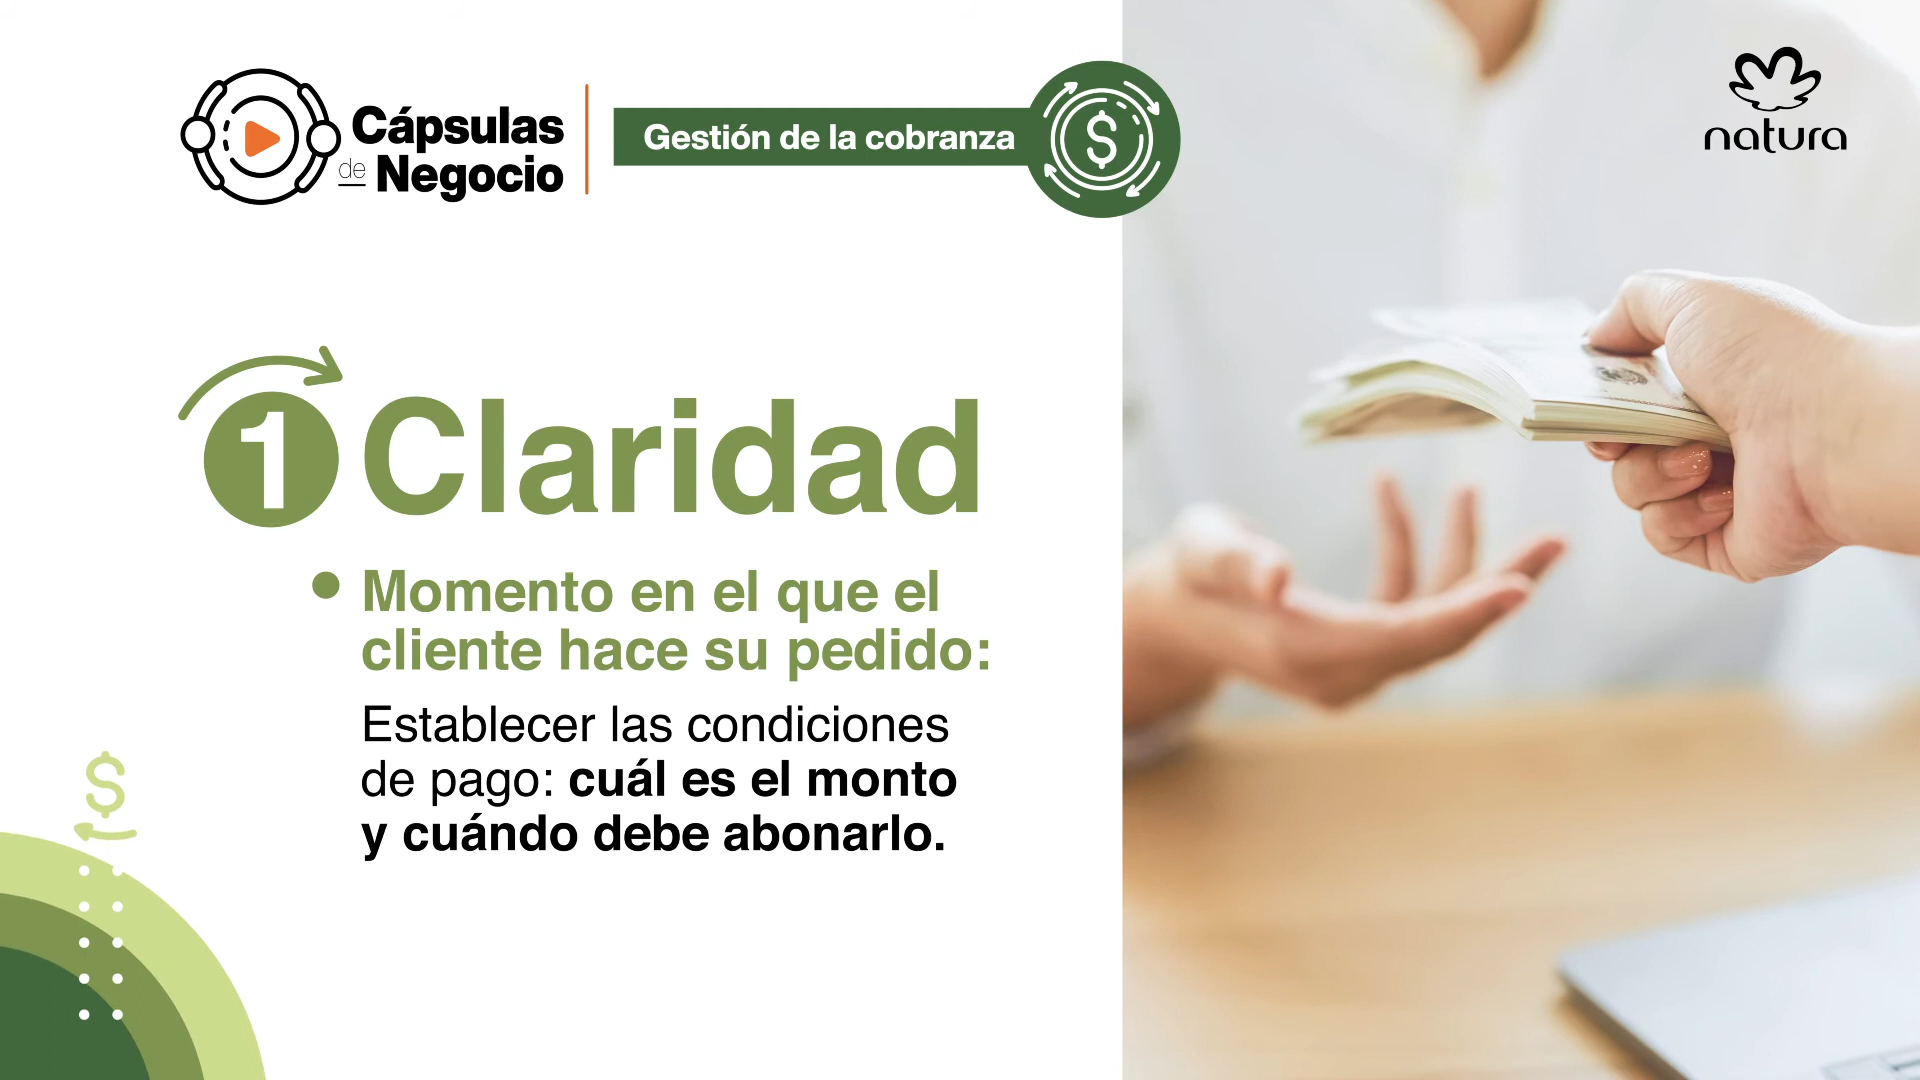 Cápsulas
de Negocio
Gestión de la cobranza
$
natura
1 Claridad
• Momento en el que el
cliente hace su pedido:
Establecer las condiciones
de pago: cuál es el monto
y cuándo debe abonarlo.
$